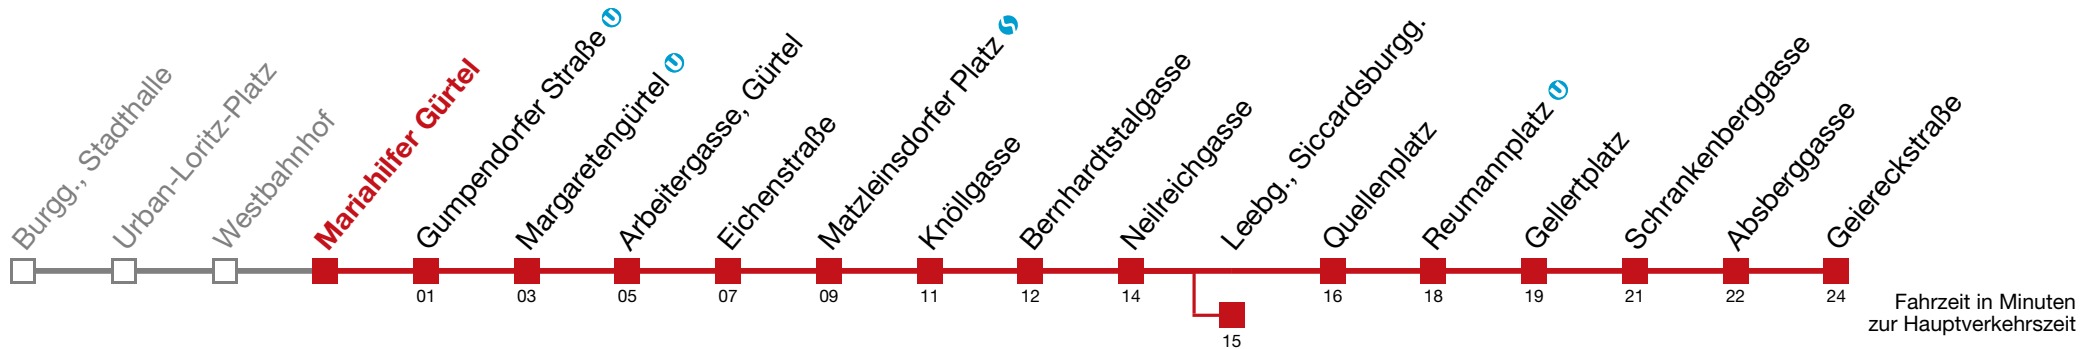 Burgg., Stadthalle
Urban-Loritz-Platz
Westbahnhof
Mariahilfer Gürtel
Gumpendorfer Straße U
Margaretengürtel U
Arbeitergasse, Gürtel
Eichenstraße
Matzleinsdorfer Platz S
Knöllgasse
Bernhardtstalgasse
Neilreichgasse
Leebg., Siccardsburgg.
Quellenplatz
Reumannplatz U
Gellertplatz
Schrankenberggasse
Absberggasse
Geiereckstraße
01 03 05 07 09 11 12 14 16 18 19 21 22 24
15
Fahrzeit in Minuten
zur Hauptverkehrszeit